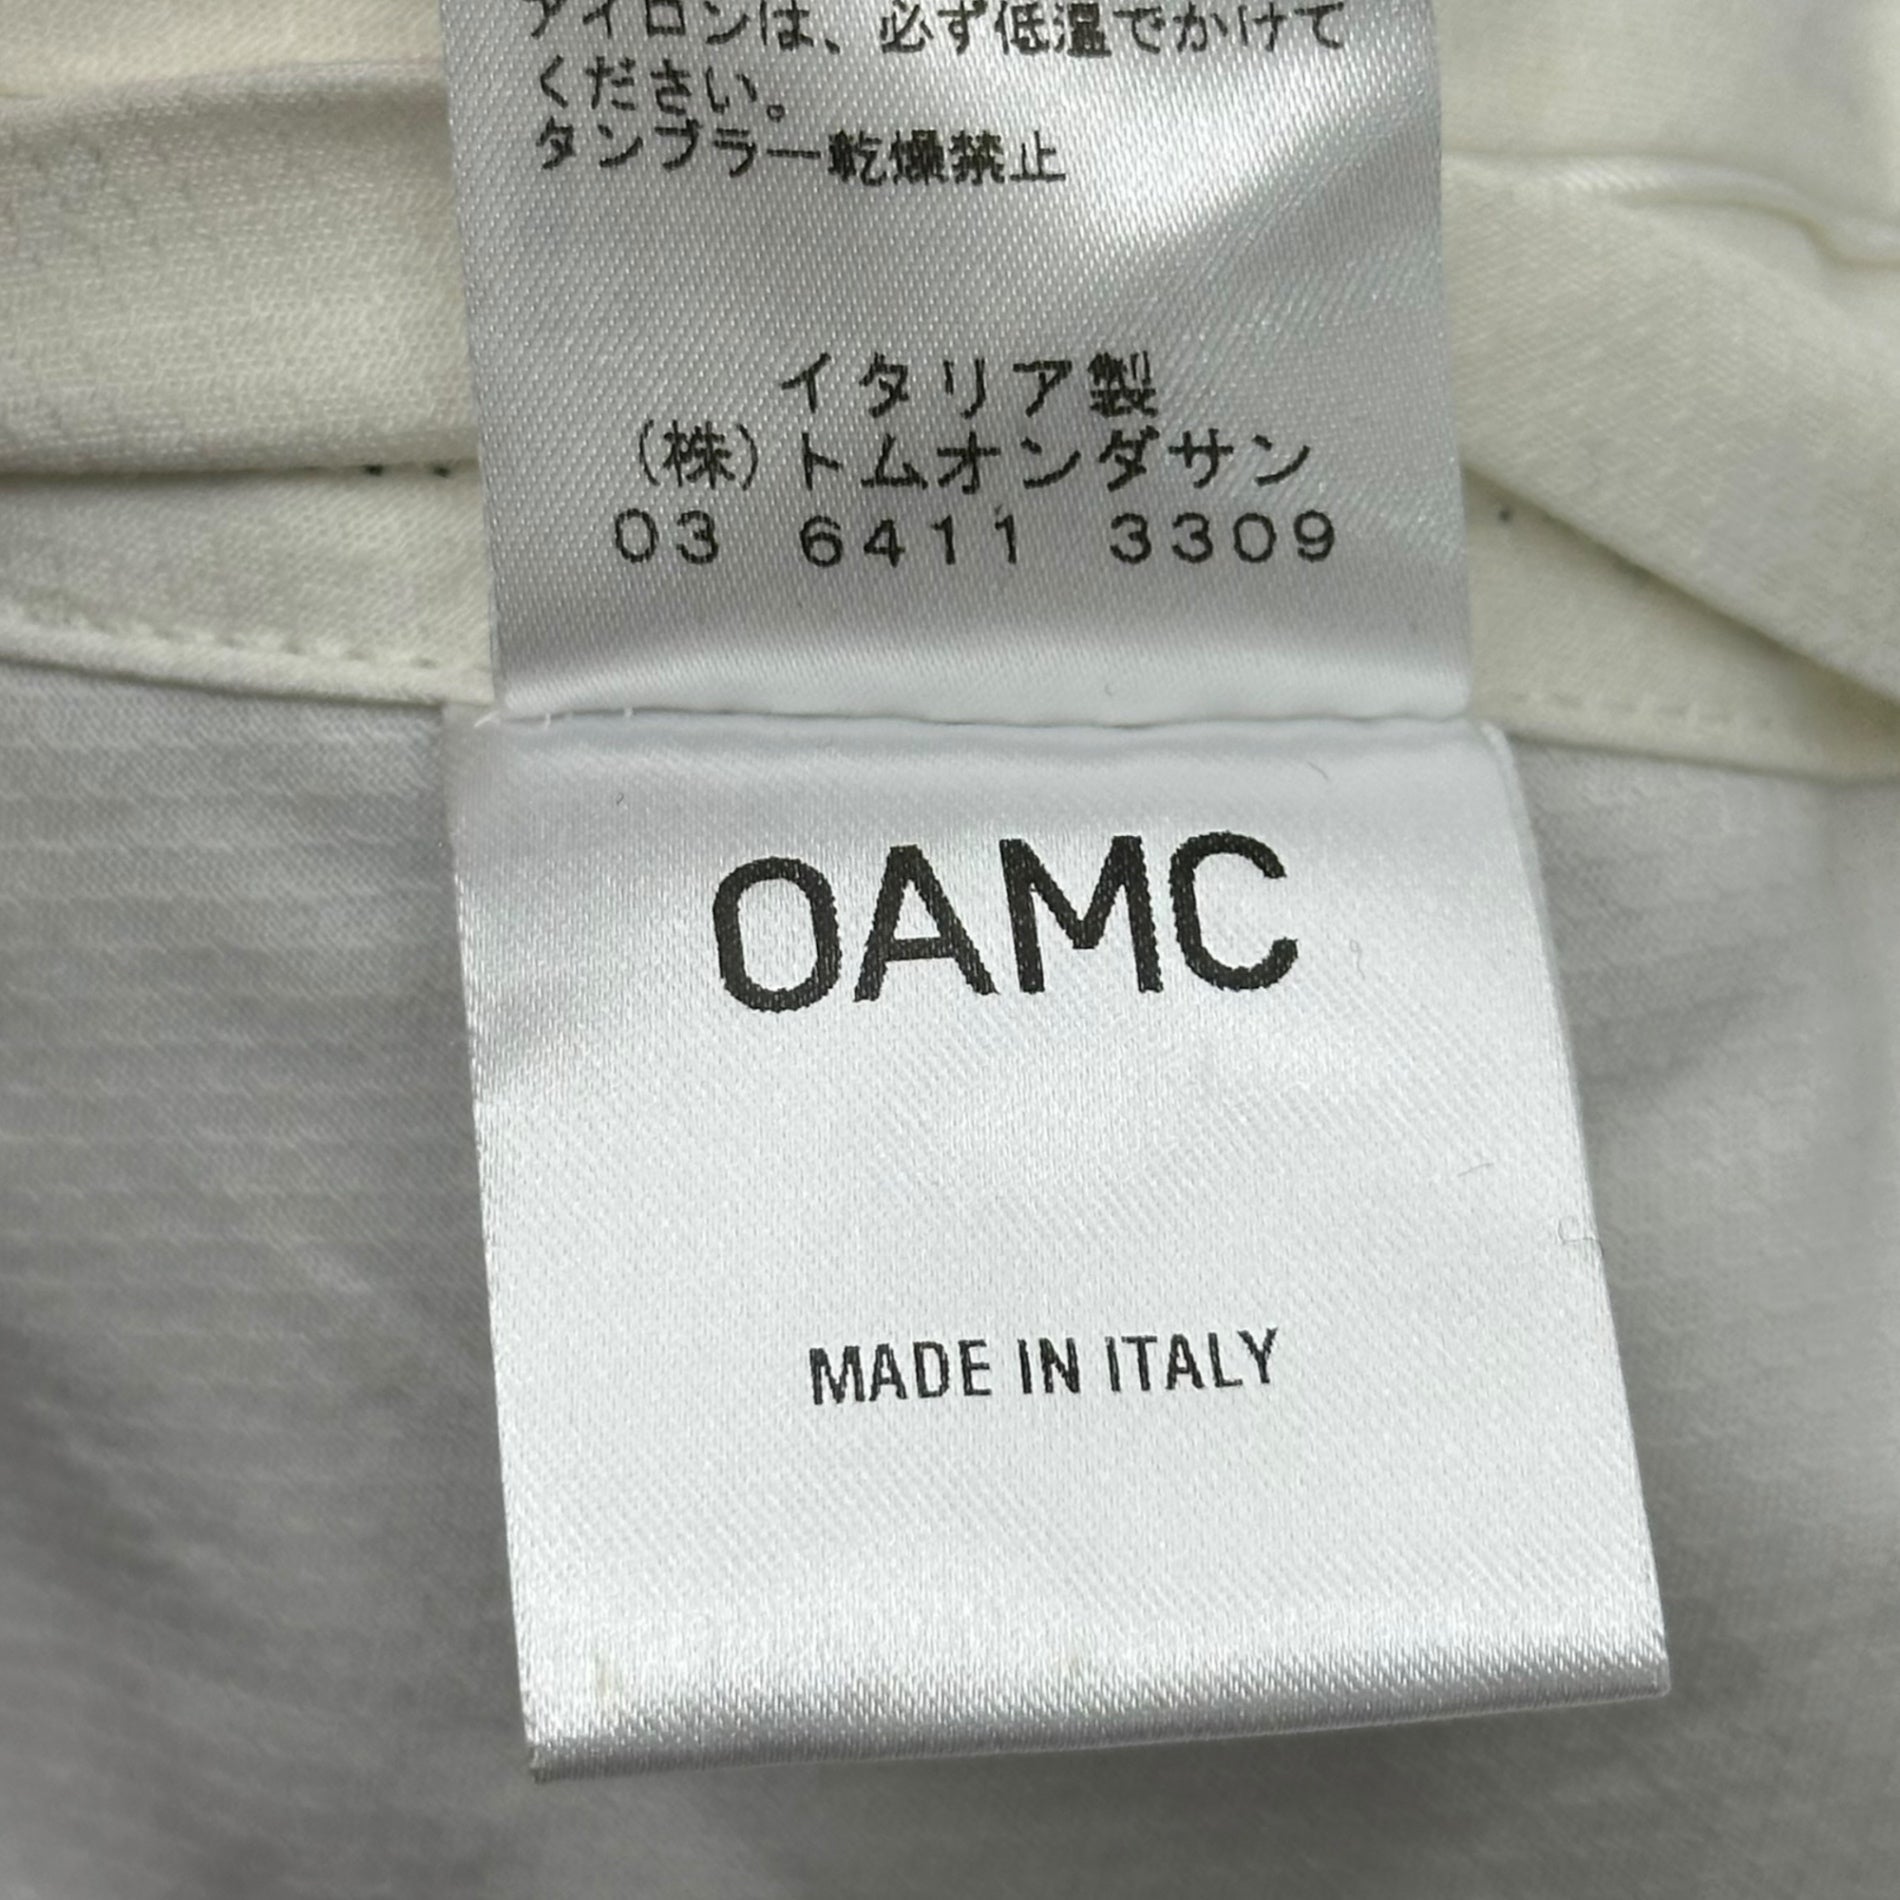 アイロンは、必ず低温でかけて
ください。
タンブラー乾燥禁止
イタリア製
(株)トムオンダサン
03 6411 3309
OAMC
MADE IN ITALY